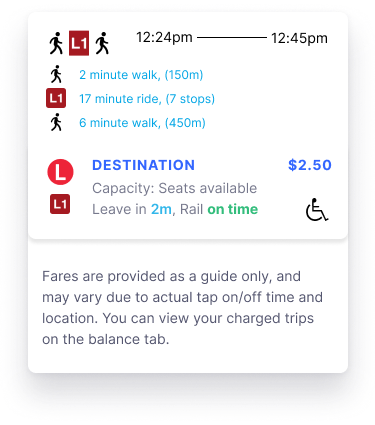 L1 12:24pm 12:45pm
2 minute walk, (150m)
L1 17 minute ride, (7 stops)
6 minute walk, (450m)
L DESTINATION $2.50
Capacity: Seats available
L1 Leave in 2m, Rail on time
Fares are provided as a guide only, and
may vary due to actual tap on/off time and
location. You can view your charged trips
on the balance tab.